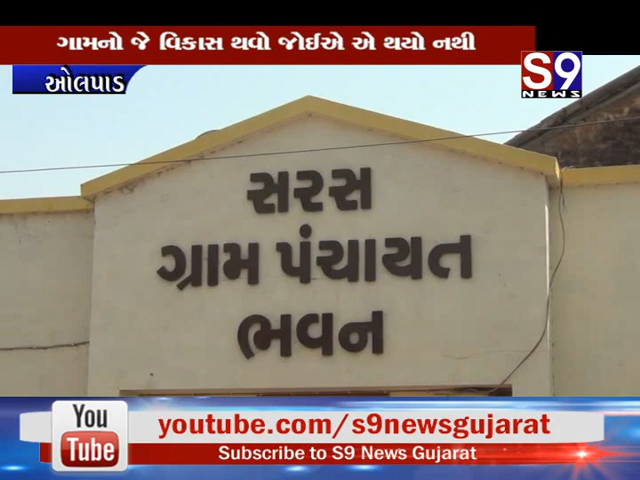 ગામનો જે વિકાસ થવો જોઈએ એ થયો નથી
ઓલપાડ
S9
NEWS
સરસ
ગ્રામ પંચાયત
ભવન
You
Tube
youtube.com/s9newsgujarat
Subscribe to S9 News Gujarat